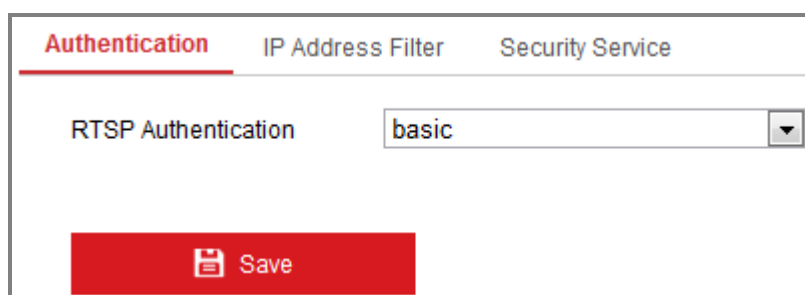 Authentication IP Address Filter Security Service
RTSP Authentication basic
Save